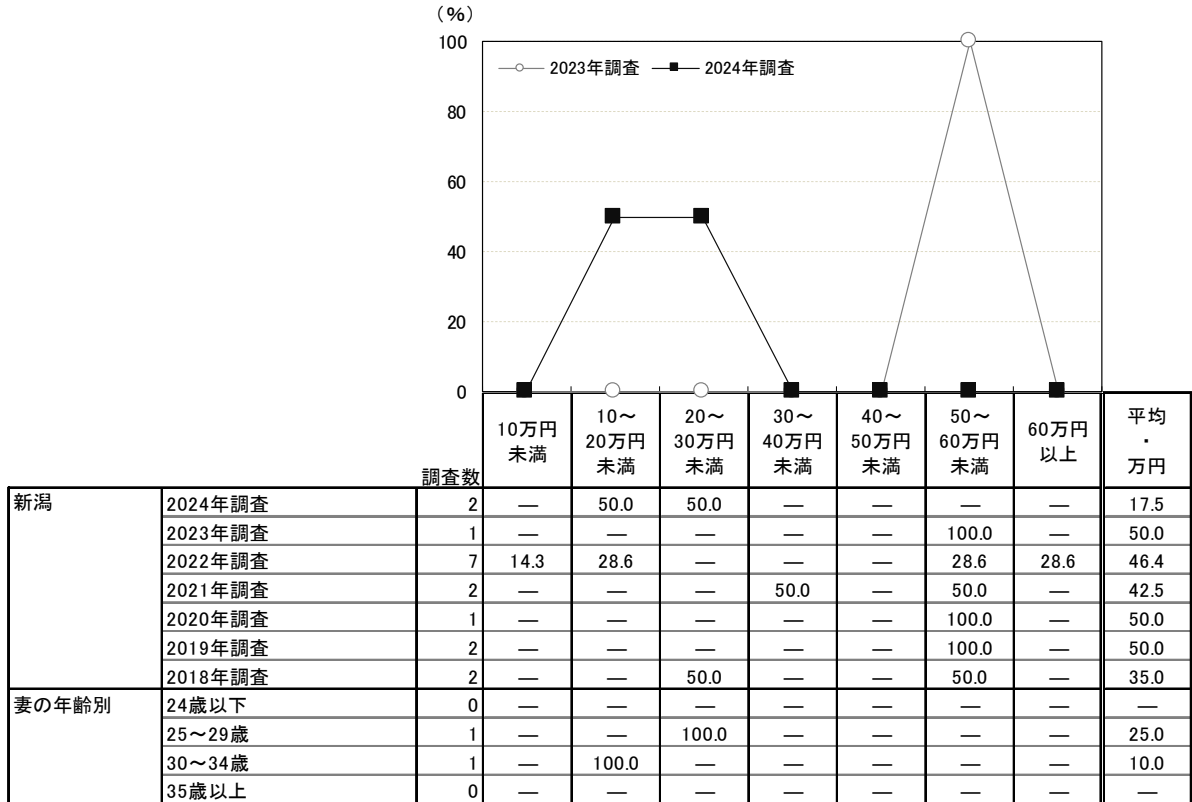 （％）
100
80
60
40
20
0
2023年調査 2024年調査
調査数 10万円未満 10～20万円未満 20～30万円未満 30～40万円未満 40～50万円未満 50～60万円未満 60万円以上 平均・万円
新潟 2024年調査 2 ― 50.0 50.0 ― ― ― ― 17.5
2023年調査 1 ― ― ― ― ― 100.0 ― 50.0
2022年調査 7 14.3 28.6 ― ― ― 28.6 28.6 46.4
2021年調査 2 ― ― ― 50.0 ― 50.0 ― 42.5
2020年調査 1 ― ― ― ― ― 100.0 ― 50.0
2019年調査 2 ― ― ― ― ― 100.0 ― 50.0
2018年調査 2 ― ― 50.0 ― ― 50.0 ― 35.0
妻の年齢別 24歳以下 0 ― ― ― ― ― ― ― ―
25～29歳 1 ― ― 100.0 ― ― ― ― 25.0
30～34歳 1 ― 100.0 ― ― ― ― ― 10.0
35歳以上 0 ― ― ― ― ― ― ― ―